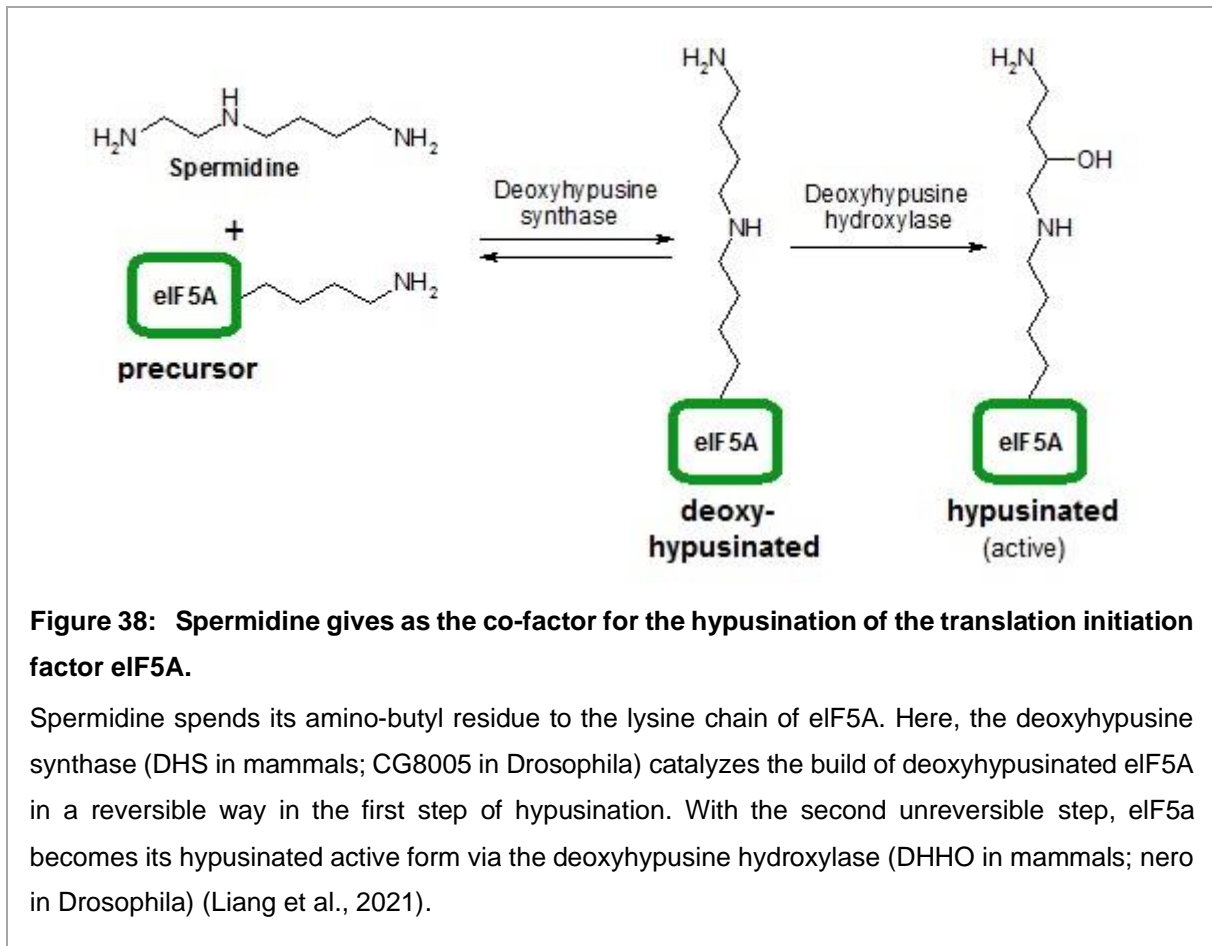 H₂N
H
N
NH₂
Spermidine
+
eIF5A
NH₂
precursor
Deoxyhypusine
synthase
H₂N
NH
eIF5A
deoxy-
hypusinated
Deoxyhypusine
hydroxylase
H₂N
OH
NH
eIF5A
hypusinated
(active)
Figure 38: Spermidine gives as the co-factor for the hypusination of the translation initiation
factor eIF5A.
Spermidine spends its amino-butyl residue to the lysine chain of eIF5A. Here, the deoxyhypusine
synthase (DHS in mammals; CG8005 in Drosophila) catalyzes the build of deoxyhypusinated eIF5A
in a reversible way in the first step of hypusination. With the second unreversible step, eIF5a
becomes its hypusinated active form via the deoxyhypusine hydroxylase (DHHO in mammals; nero
in Drosophila) (Liang et al., 2021).